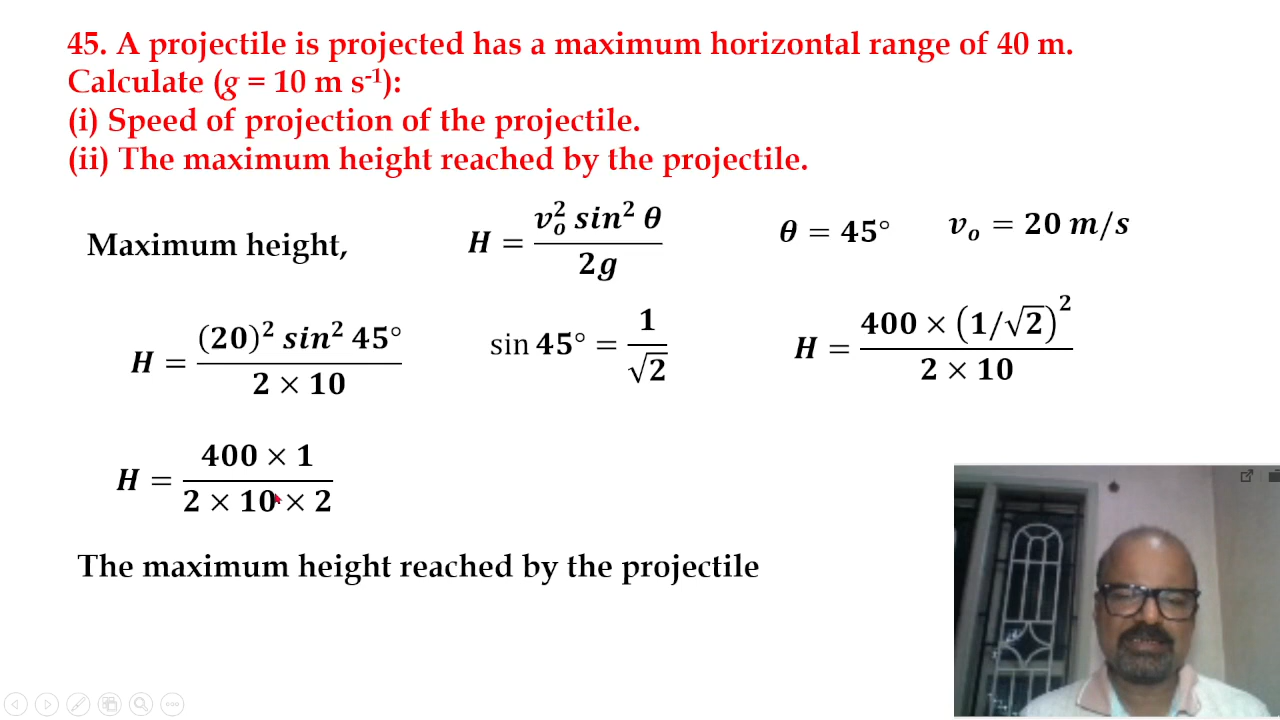 45. A projectile is projected has a maximum horizontal range of 40 m.
Calculate (g = 10 m s⁻¹):
(i) Speed of projection of the projectile.
(ii) The maximum height reached by the projectile.
Maximum height, H = v_o² sin² θ / 2g θ = 45° v_o = 20 m/s
H = (20)² sin² 45° / 2 × 10 sin 45° = 1/√2 H = 400 × (1/√2)² / 2 × 10
H = 400 × 1 / 2 × 10 × 2
The maximum height reached by the projectile